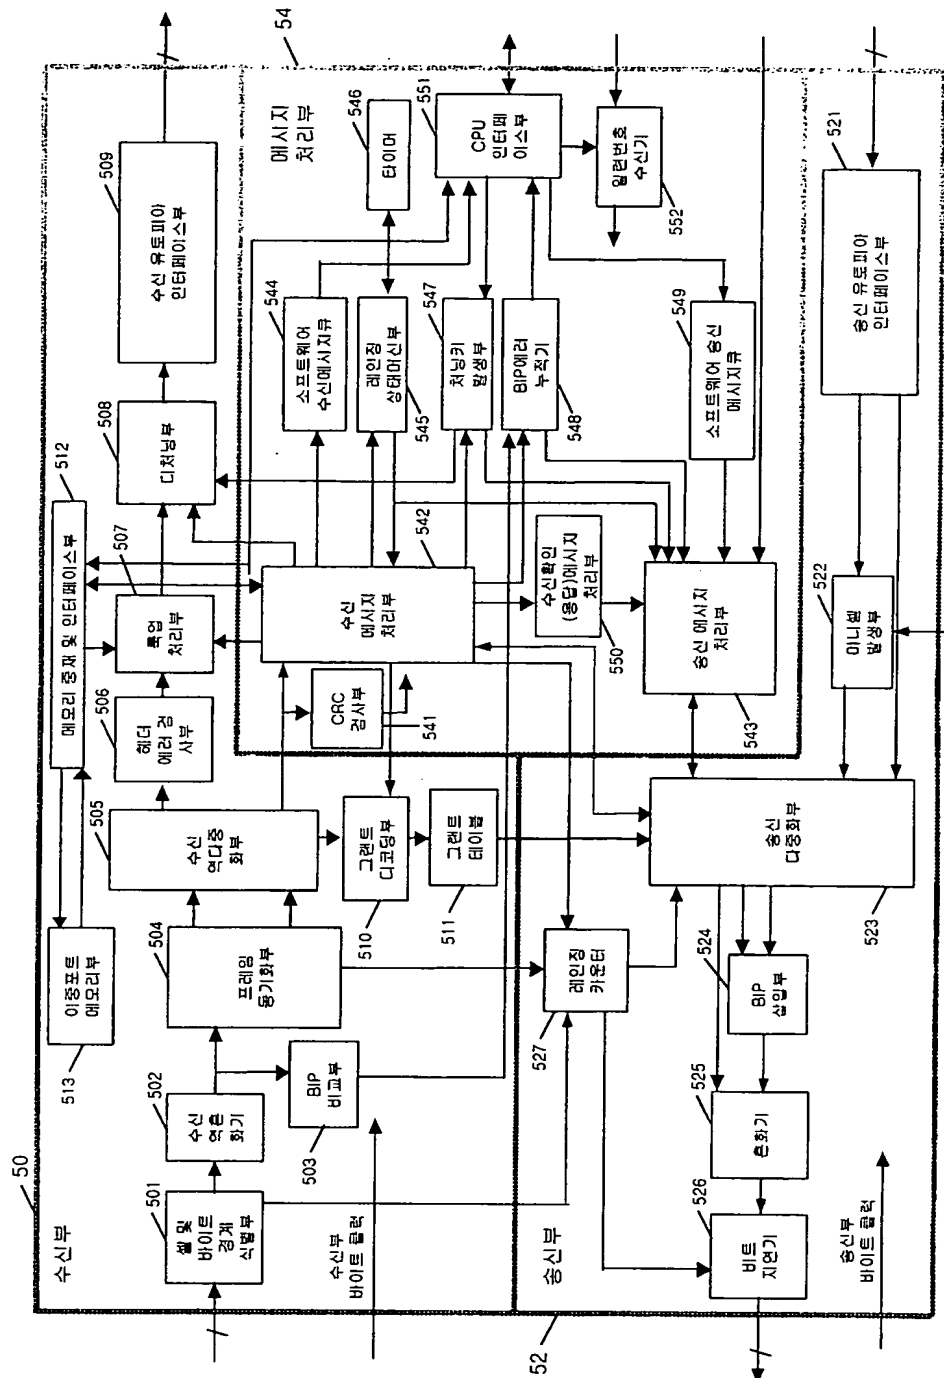 50
수신부
501
셀 및
바이트
경계
식별부
502
수신
역혼
화기
503
BIP
비교부
수신부
바이트 클럭
504
프레임
동기화부
505
수신
역다중
화부
506
헤더
에러 검
사부
507
룩업
처리부
508
디처닝부
509
수신 유토피아
인터페이스부
510
그랜트
디코딩부
511
그랜트
테이블
512
메모리 중재 및 인터페이스부
513
이중포트
메모리부
54
메시지
처리부
541
CRC
검사부
542
수신
메시지
처리부
543
송신 메시지
처리부
544
소프트웨어
수신메시지큐
545
레인징
상태머신부
546
타이머
547
처닝키
발생부
548
BIP에러
누적기
549
소프트웨어 송신
메시지큐
550
수신확인
(응답)메시지
처리부
551
CPU
인터페
이스부
552
일련번호
수신기
52
송신부
521
송신 유토피아
인터페이스부
522
미니셀
발생부
523
송신
다중화부
524
BIP
삽입부
525
혼화기
526
비트
지연기
527
레인징
카운터
송신부
바이트 클럭